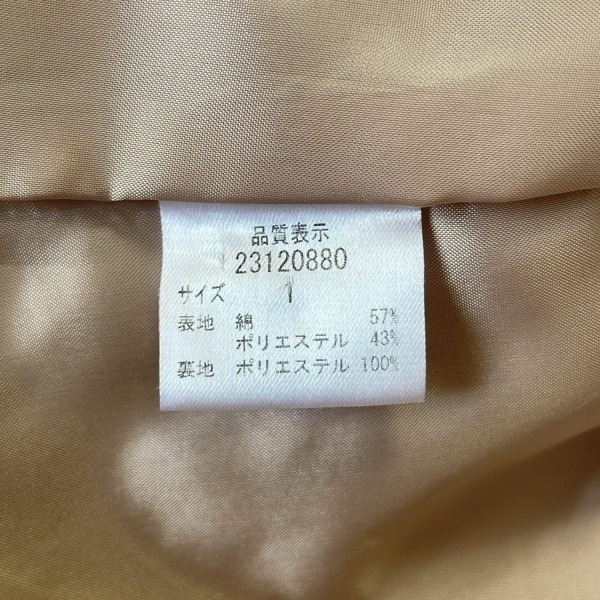 品質表示
23120880
サイズ 1
表地 綿 57%
ポリエステル 43%
裏地 ポリエステル 100%